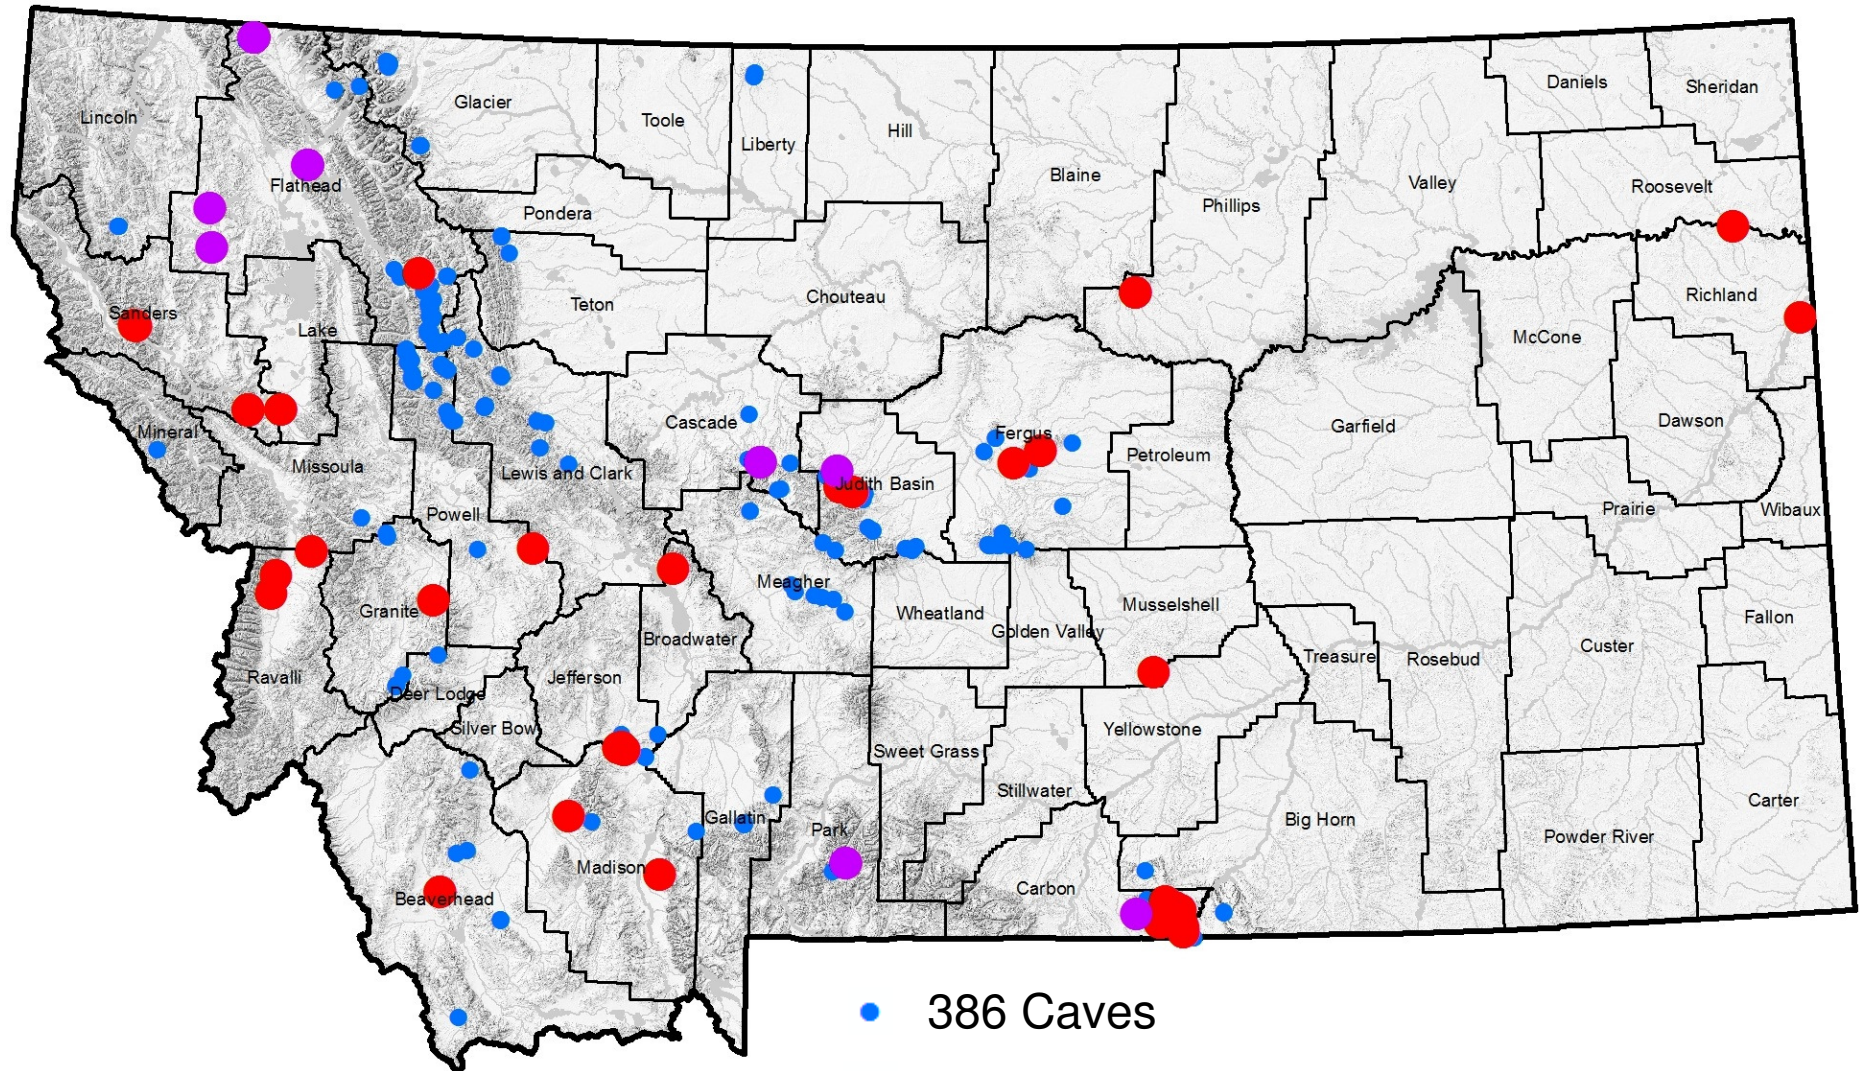 Daniels
Sheridan
Glacier
Lincoln
Toole
Hill
Liberty
Blaine
Flathead
Valley
Roosevelt
Phillips
Pondera
Richland
Chouteau
Teton
Sanders
Lake
McCone
Cascade
Dawson
Garfield
Mineral
Fergus
Petroleum
Missoula
Lewis and Clark
Judith Basin
Powell
Prairie
Wibaux
Meagher
Musselshell
Granite
Wheatland
Fallon
Golden Valley
Broadwater
Custer
Treasure
Rosebud
Ravalli
Jefferson
Deer Lodge
Silver Bow
Yellowstone
Sweet Grass
Stillwater
Carter
Gallatin
Big Horn
Park
Powder River
Madison
Carbon
Beaverhead
386 Caves